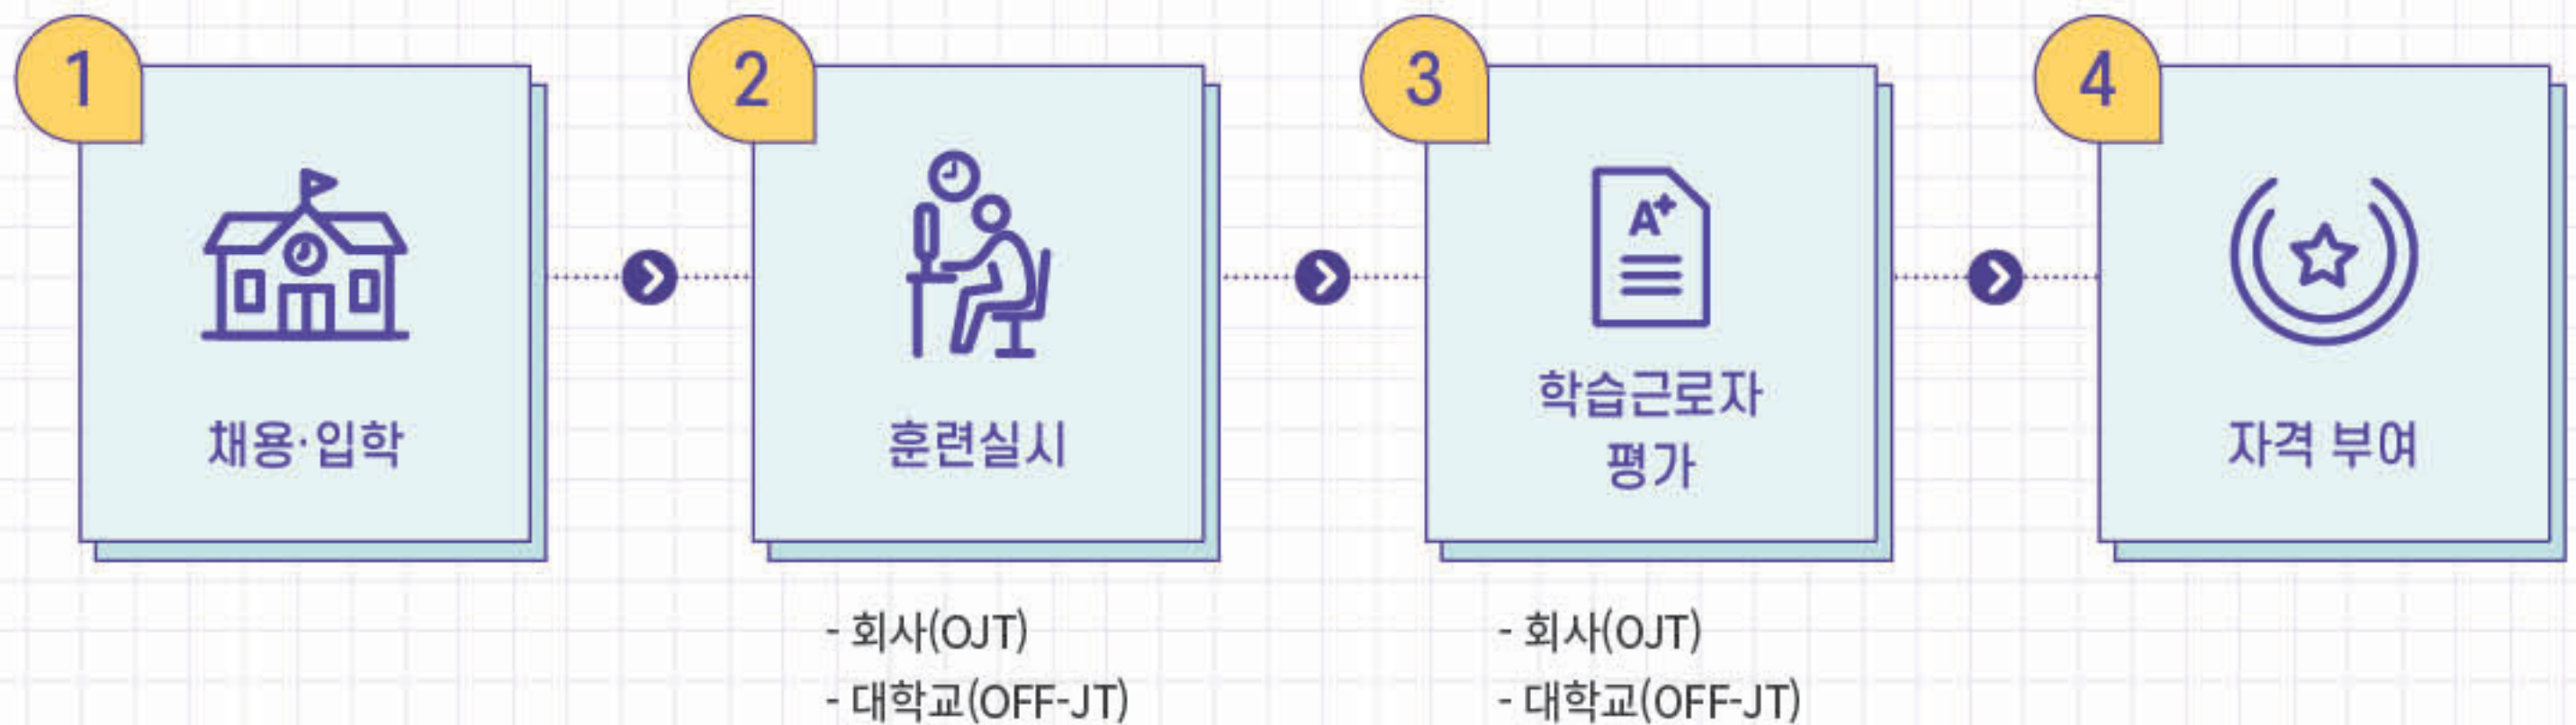 1
채용·입학
2
훈련실시
- 회사(OJT)
- 대학교(OFF-JT)
3
A+
학습근로자
평가
- 회사(OJT)
- 대학교(OFF-JT)
4
자격 부여